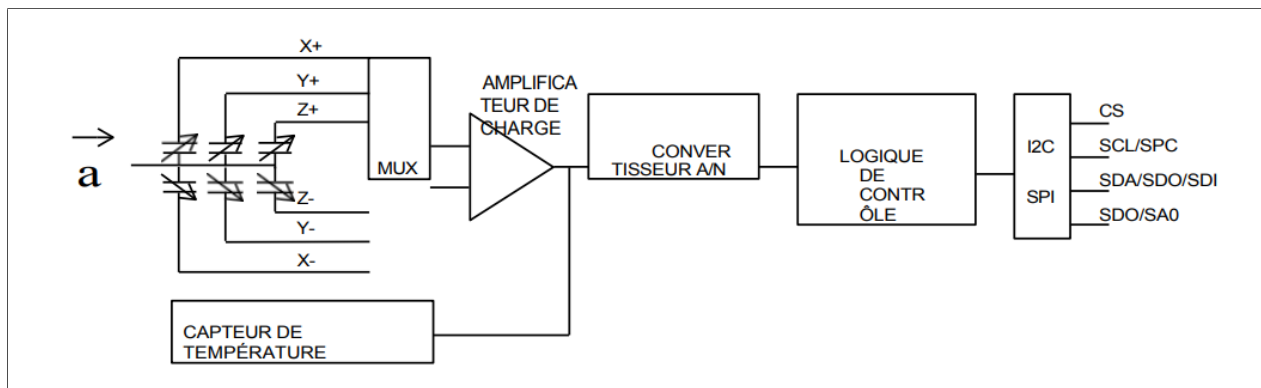 X+
Y+
Z+
a
Z-
Y-
X-
MUX
AMPLIFICA
TEUR DE
CHARGE
CONVER
TISSEUR A/N
LOGIQUE
DE
CONTR
ÔLE
I2C
SPI
CS
SCL/SPC
SDA/SDO/SDI
SDO/SA0
CAPTEUR DE
TEMPÉRATURE